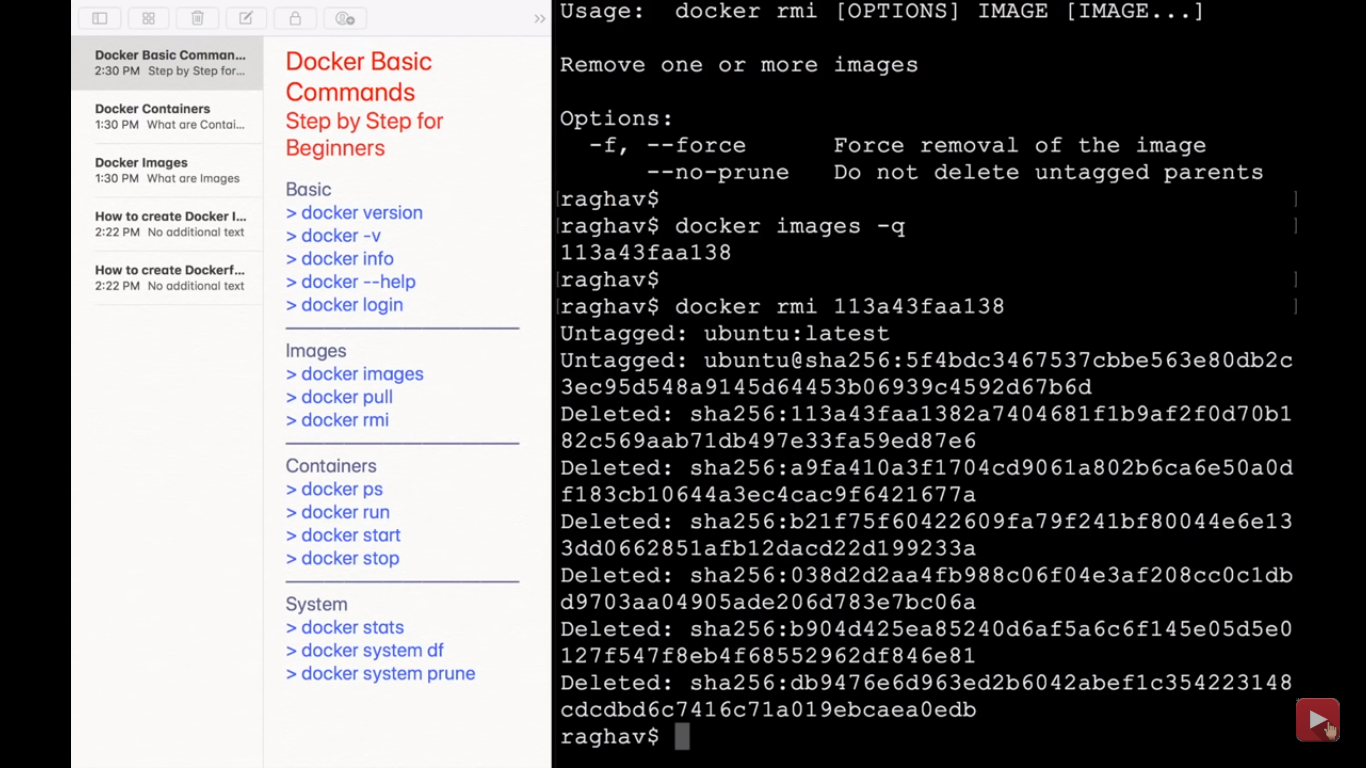 Docker Basic Comman...
2:30 PM Step by Step for...
Docker Containers
1:30 PM What are Contai...
Docker Images
1:30 PM What are Images
How to create Docker I...
2:22 PM No additional text
How to create Dockerf...
2:22 PM No additional text
Docker Basic
Commands
Step by Step for
Beginners
Basic
> docker version
> docker -v
> docker info
> docker --help
> docker login
Images
> docker images
> docker pull
> docker rmi
Containers
> docker ps
> docker run
> docker start
> docker stop
System
> docker stats
> docker system df
> docker system prune
Usage: docker rmi [OPTIONS] IMAGE [IMAGE...]
Remove one or more images
Options:
-f, --force Force removal of the image
--no-prune Do not delete untagged parents
[raghav$ ]
[raghav$ docker images -q ]
113a43faa138
[raghav$ ]
[raghav$ docker rmi 113a43faa138 ]
Untagged: ubuntu:latest
Untagged: ubuntu@sha256:5f4bdc3467537cbbe563e80db2c
3ec95d548a9145d64453b06939c4592d67b6d
Deleted: sha256:113a43faa1382a7404681f1b9af2f0d70b1
82c569aab71db497e33fa59ed87e6
Deleted: sha256:a9fa410a3f1704cd9061a802b6ca6e50a0d
f183cb10644a3ec4cac9f6421677a
Deleted: sha256:b21f75f60422609fa79f241bf80044e6e13
3dd0662851afb12dacd22d199233a
Deleted: sha256:038d2d2aa4fb988c06f04e3af208cc0c1db
d9703aa04905ade206d783e7bc06a
Deleted: sha256:b904d425ea85240d6af5a6c6f145e05d5e0
127f547f8eb4f68552962df846e81
Deleted: sha256:db9476e6d963ed2b6042abef1c354223148
cdcdbd6c7416c71a019ebcaea0edb
raghav$